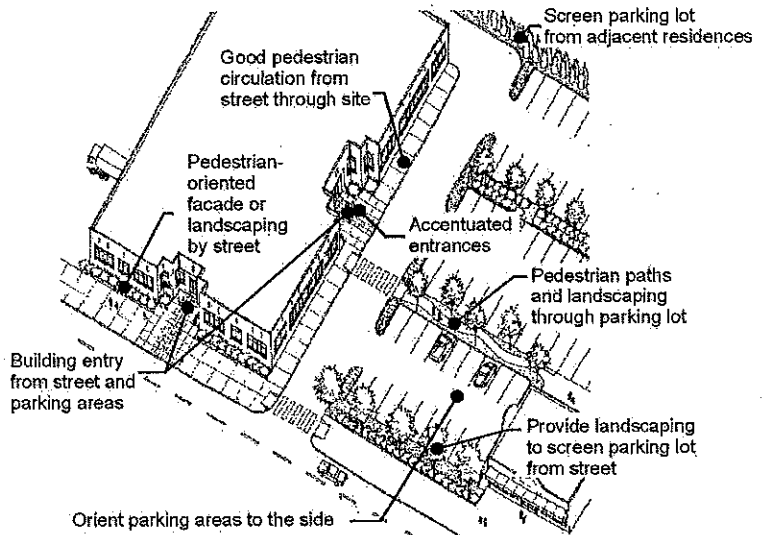 Screen parking lot
from adjacent residences
Good pedestrian
circulation from
street through site
Pedestrian-
oriented
facade or
landscaping
by street
Accentuated
entrances
Pedestrian paths
and landscaping
through parking lot
Building entry
from street and
parking areas
Provide landscaping
to screen parking lot
from street
Orient parking areas to the side